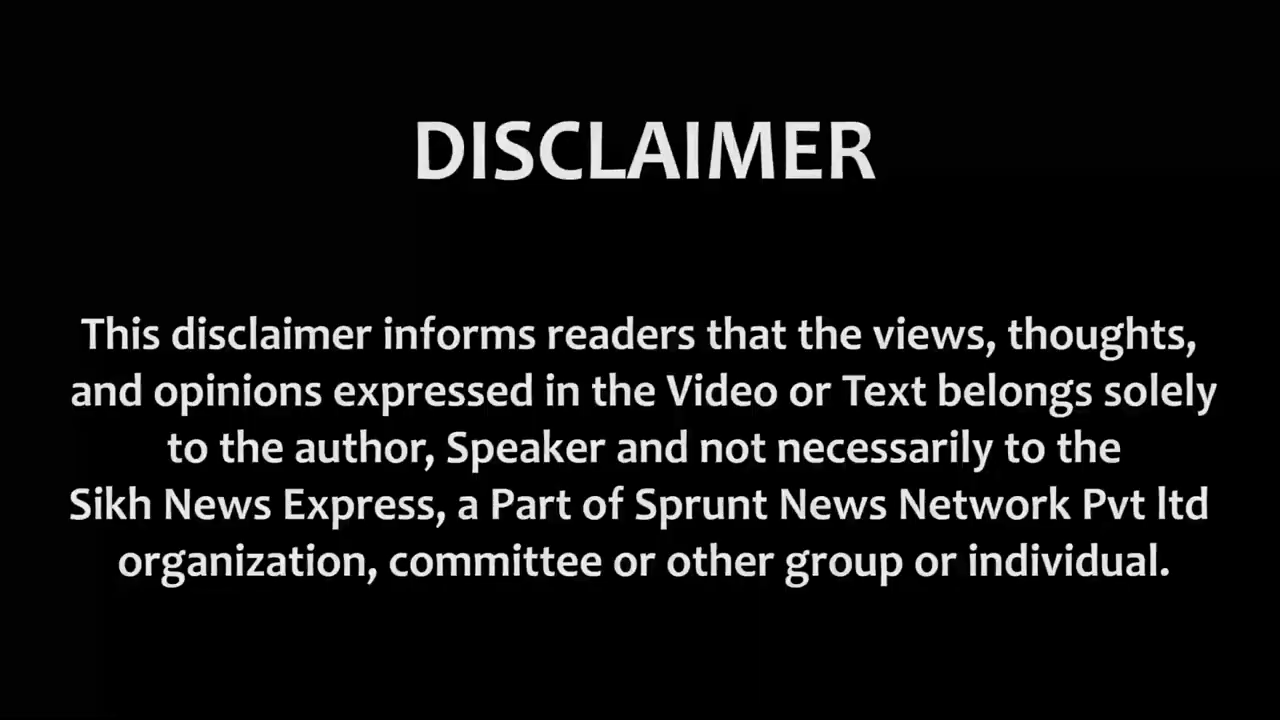 DISCLAIMER
This disclaimer informs readers that the views, thoughts,
and opinions expressed in the Video or Text belongs solely
to the author, Speaker and not necessarily to the
Sikh News Express, a Part of Sprunt News Network Pvt ltd
organization, committee or other group or individual.